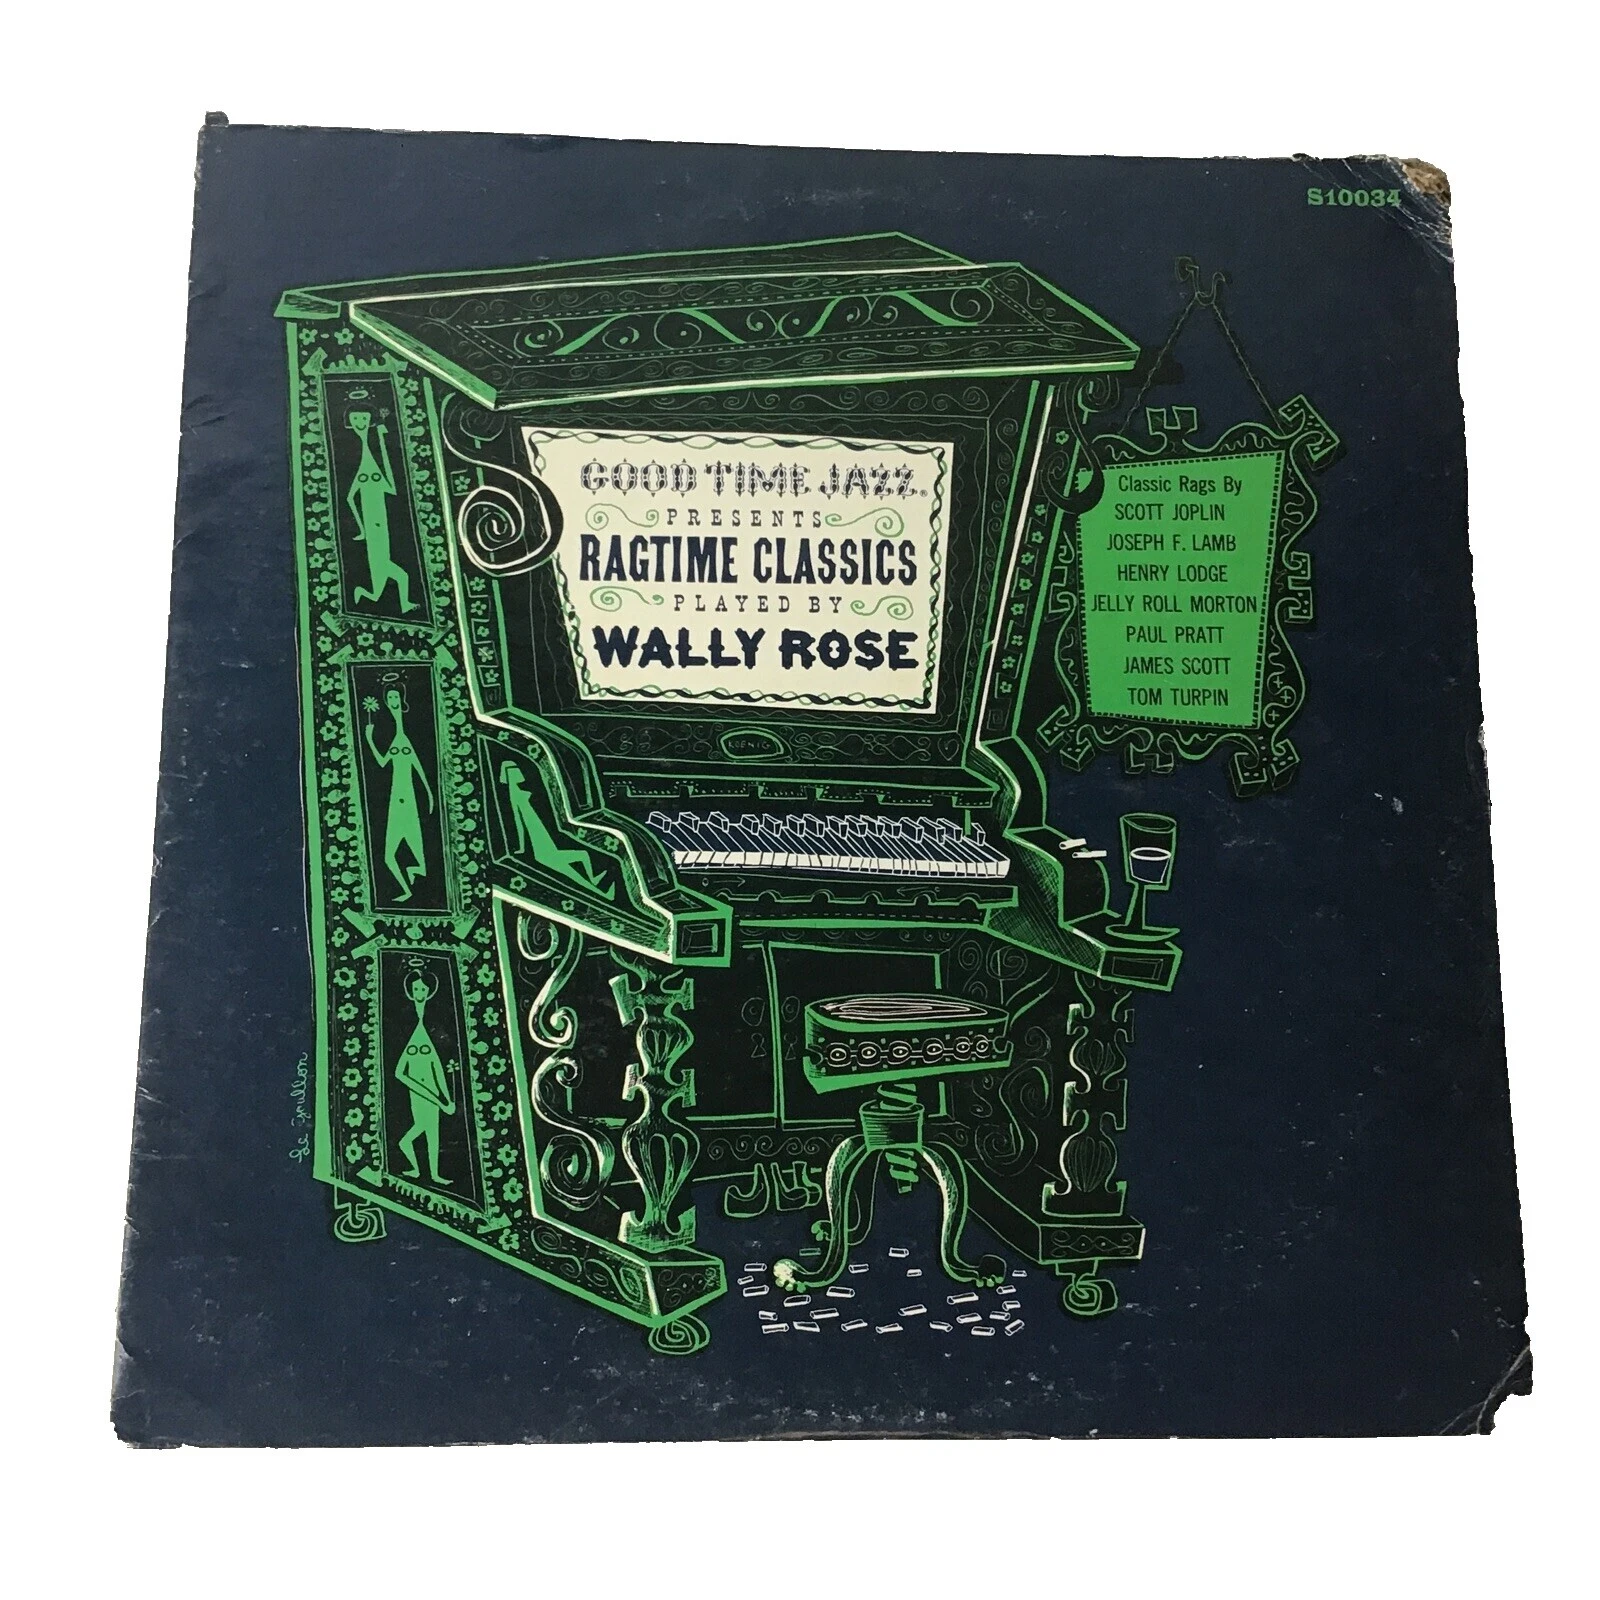 S10034
GOOD TIME JAZZ®
PRESENTS
RAGTIME CLASSICS
PLAYED BY
WALLY ROSE
Classic Rags By
SCOTT JOPLIN
JOSEPH F. LAMB
HENRY LODGE
JELLY ROLL MORTON
PAUL PRATT
JAMES SCOTT
TOM TURPIN
KOENIG